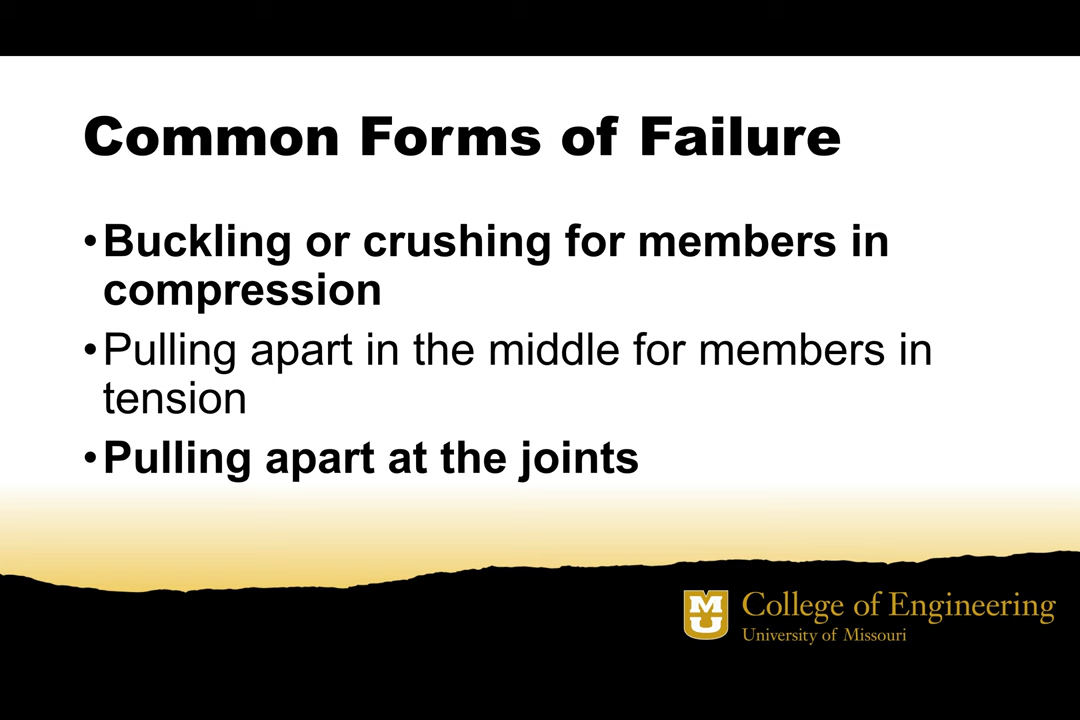 Common Forms of Failure
•Buckling or crushing for members in
compression
•Pulling apart in the middle for members in
tension
•Pulling apart at the joints
MU
College of Engineering
University of Missouri